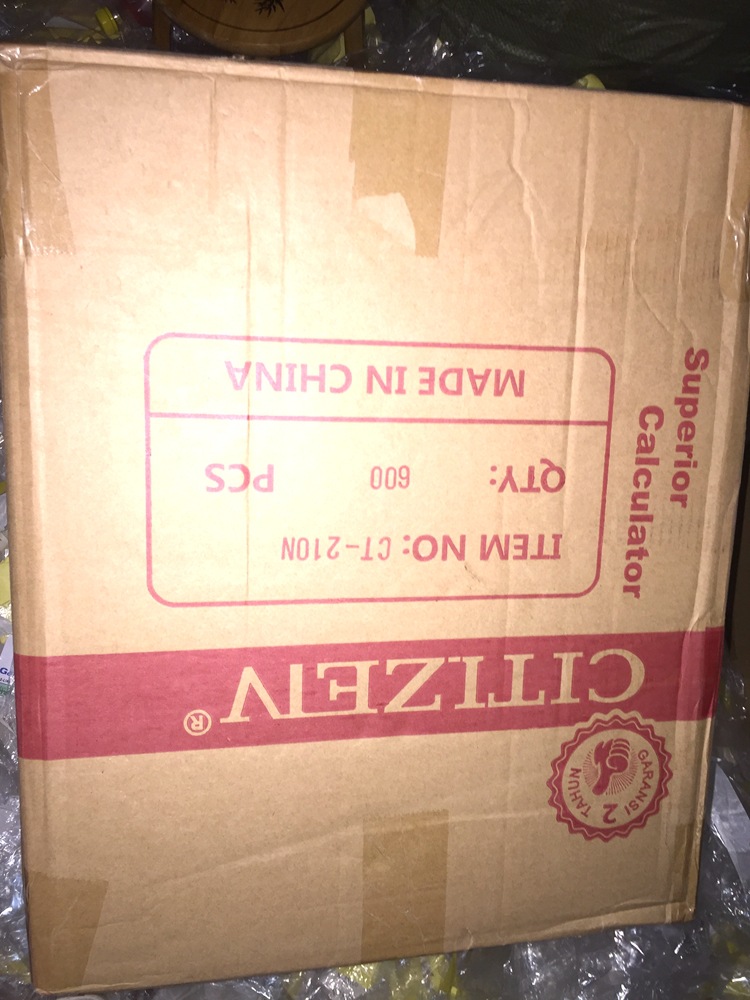 GARANSI
2
TAHUN
CITIZEN®
ITEM NO: CT-210N
QTY: 600 PCS
MADE IN CHINA
Superior
Calculator